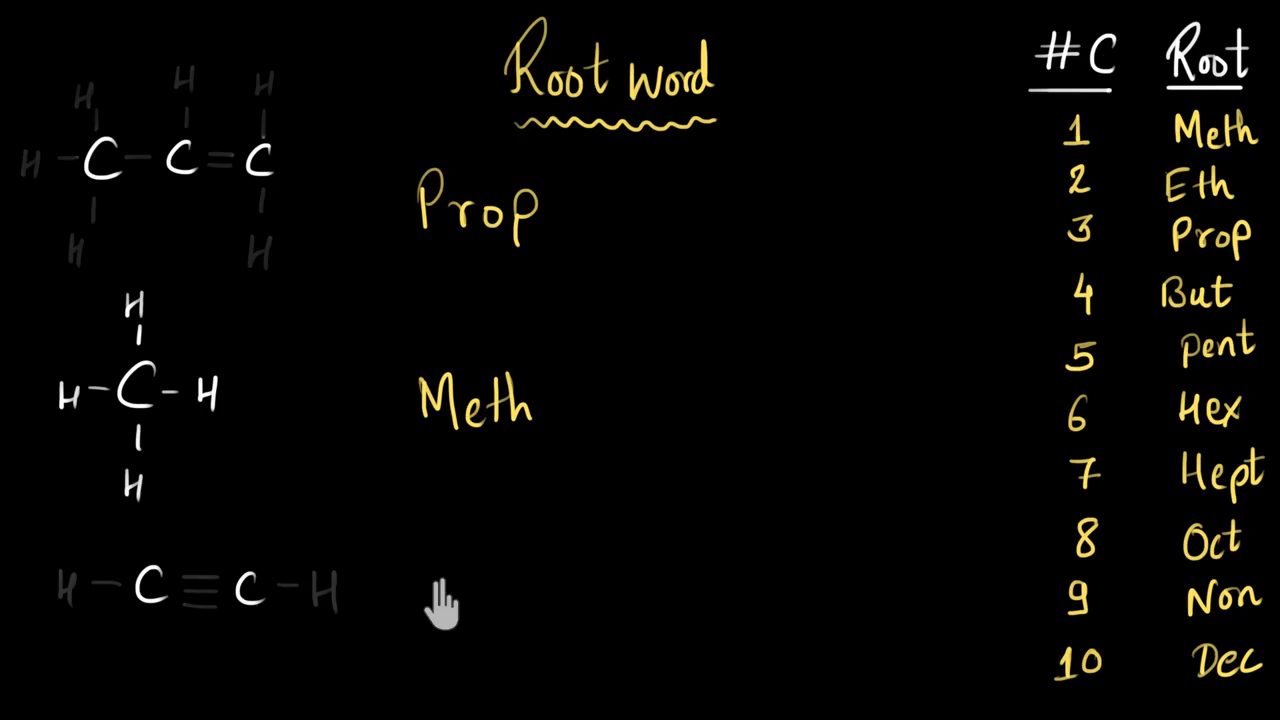 Root word
H H H
H - C - C = C
H H
Prop
H
H - C - H
H
Meth
H - C ≡ C - H
#C Root
1 Meth
2 Eth
3 Prop
4 But
5 Pent
6 Hex
7 Hept
8 Oct
9 Non
10 Dec